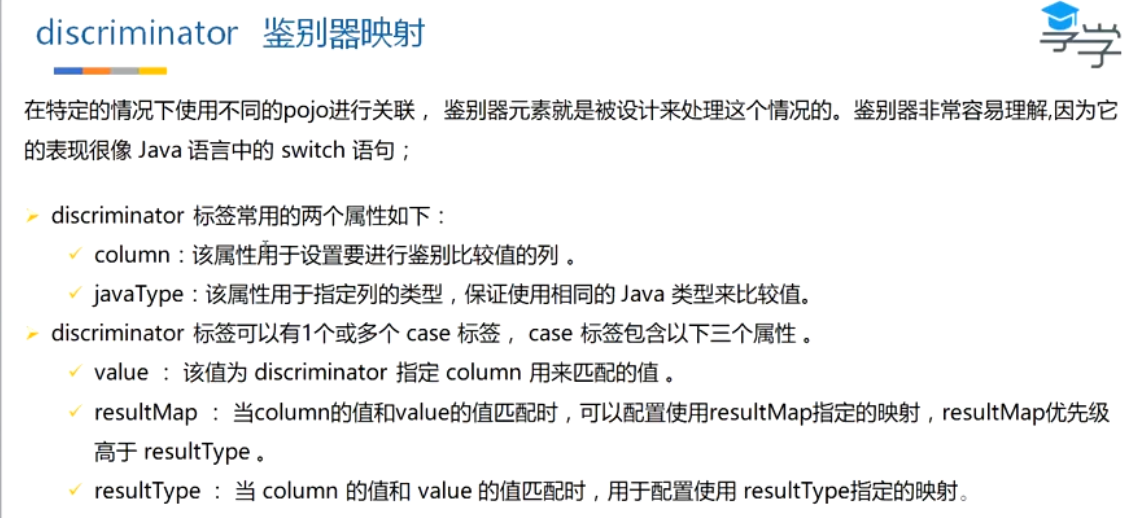 discriminator 鉴别器映射
享学
在特定的情况下使用不同的pojo进行关联， 鉴别器元素就是被设计来处理这个情况的。鉴别器非常容易理解,因为它
的表现很像 Java 语言中的 switch 语句；
discriminator 标签常用的两个属性如下：
column：该属性用于设置要进行鉴别比较值的列 。
javaType：该属性用于指定列的类型，保证使用相同的 Java 类型来比较值。
discriminator 标签可以有1个或多个 case 标签 ， case 标签包含以下三个属性 。
value ： 该值为 discriminator 指定 column 用来匹配的值 。
resultMap ： 当column的值和value的值匹配时，可以配置使用resultMap指定的映射，resultMap优先级
高于 resultType 。
resultType ： 当 column 的值和 value 的值匹配时，用于配置使用 resultType指定的映射。